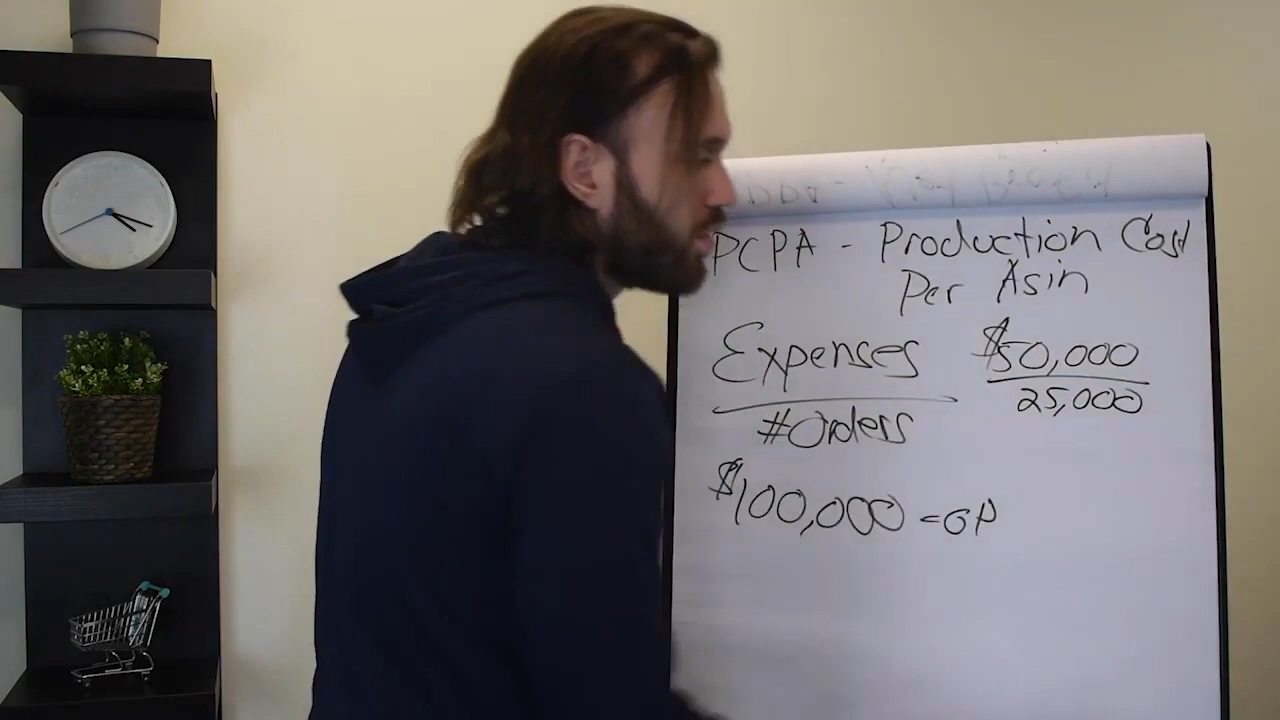 PCPA - Production Cost
Per Asin
Expenses
#Orders
$50,000
25,000
$100,000 = GP